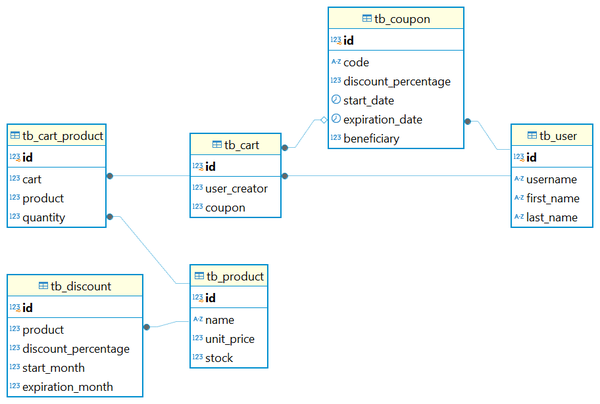 tb_coupon
123 id
A-Z code
123 discount_percentage
start_date
expiration_date
123 beneficiary
tb_cart_product
123 id
123 cart
123 product
123 quantity
tb_cart
123 id
123 user_creator
123 coupon
tb_user
123 id
A-Z username
A-Z first_name
A-Z last_name
tb_discount
123 id
123 product
123 discount_percentage
123 start_month
123 expiration_month
tb_product
123 id
A-Z name
123 unit_price
123 stock